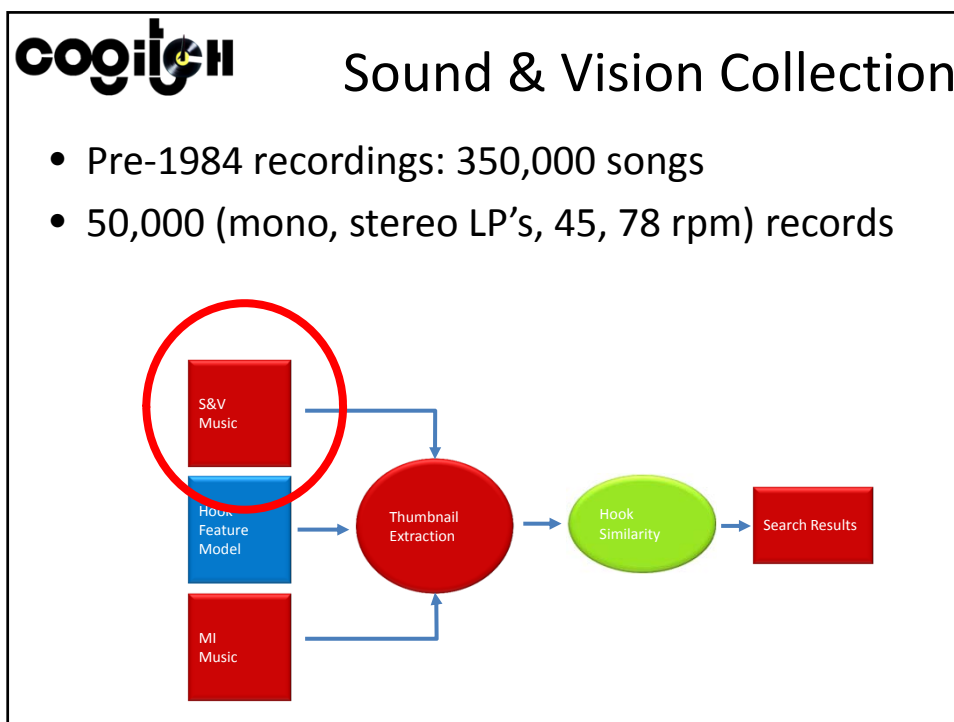 cogitcH
Sound & Vision Collection
• Pre-1984 recordings: 350,000 songs
• 50,000 (mono, stereo LP's, 45, 78 rpm) records
S&V
Music
Hook
Feature
Model
MI
Music
Thumbnail
Extraction
Hook
Similarity
Search Results